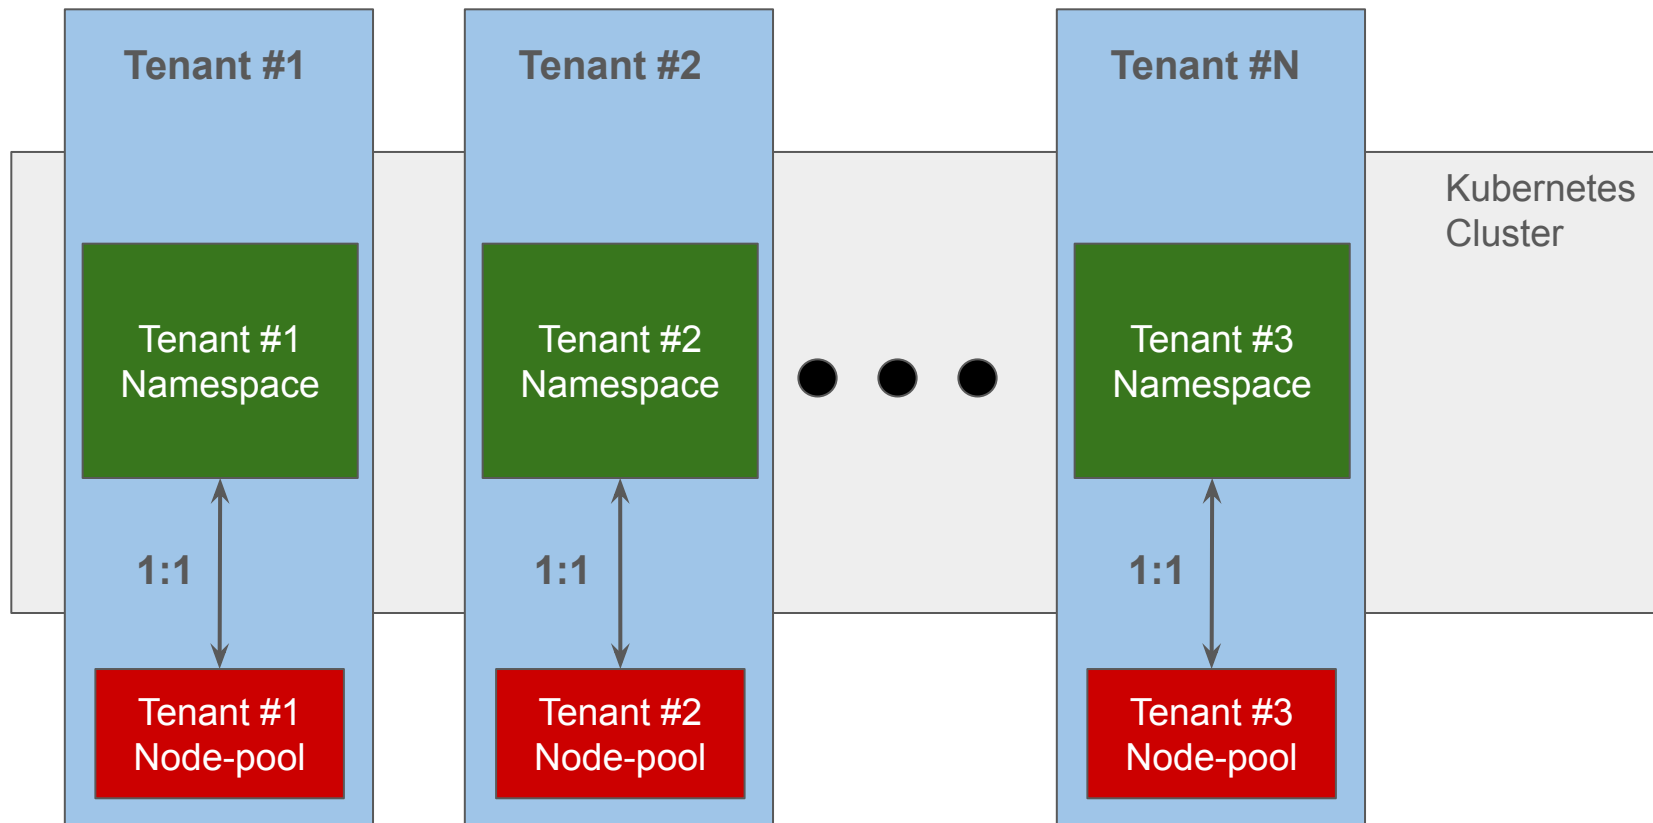 Tenant #1
Tenant #2
Tenant #N
Kubernetes
Cluster
Tenant #1
Namespace
Tenant #2
Namespace
Tenant #3
Namespace
1:1
1:1
1:1
Tenant #1
Node-pool
Tenant #2
Node-pool
Tenant #3
Node-pool